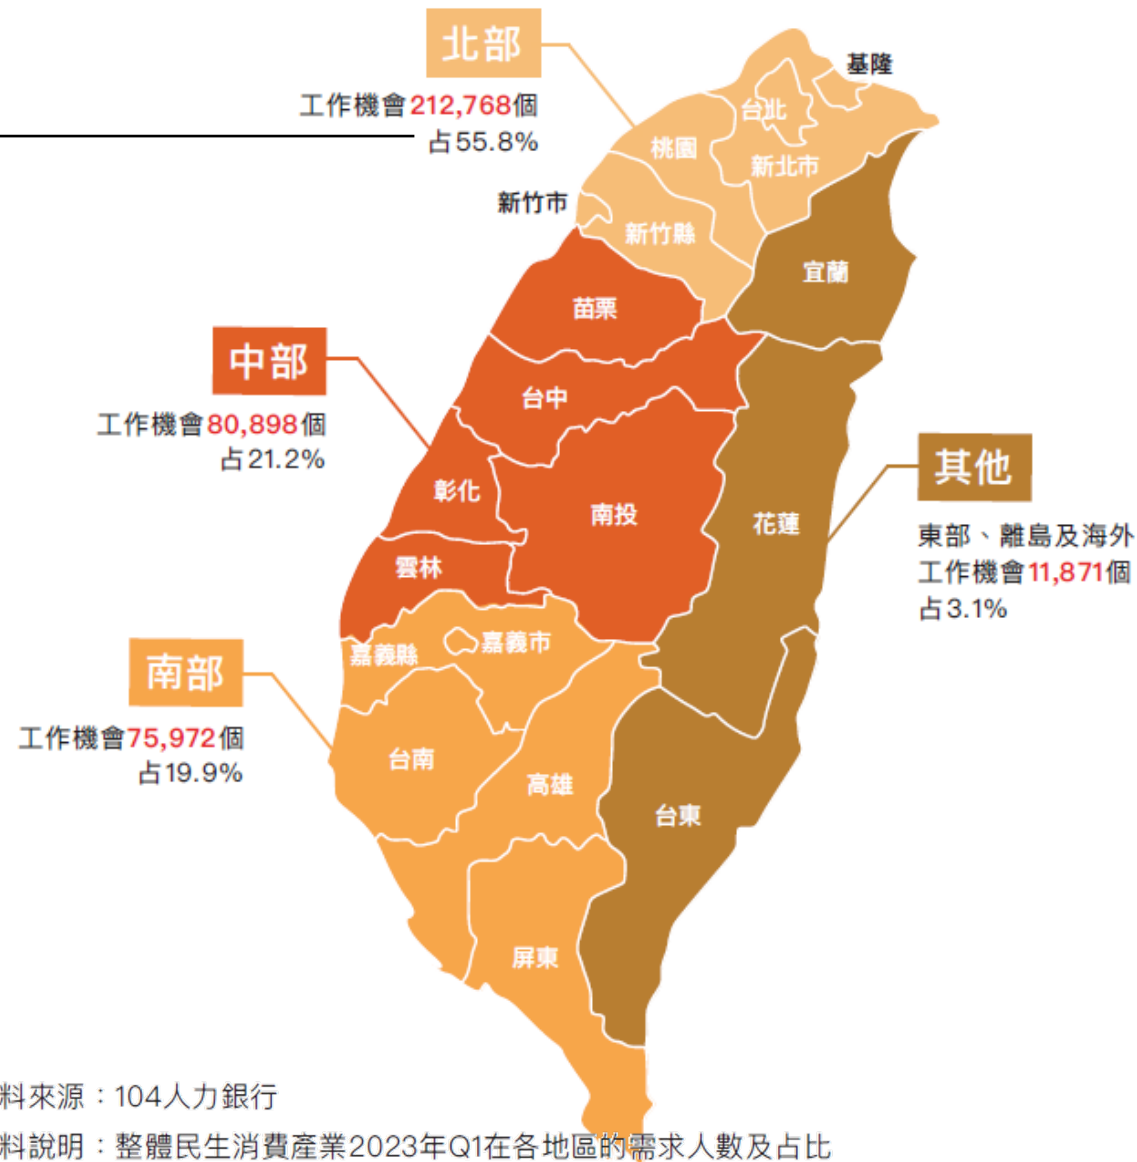 北部
工作機會212,768個
占55.8%
基隆
台北
桃園
新北市
新竹市
新竹縣
宜蘭
苗栗
中部
工作機會80,898個
占21.2%
台中
彰化
南投
花蓮
其他
東部、離島及海外
工作機會11,871個
占3.1%
雲林
嘉義縣
嘉義市
南部
工作機會75,972個
占19.9%
台南
高雄
台東
屏東
料來源：104人力銀行
料說明：整體民生消費產業2023年Q1在各地區的需求人數及占比